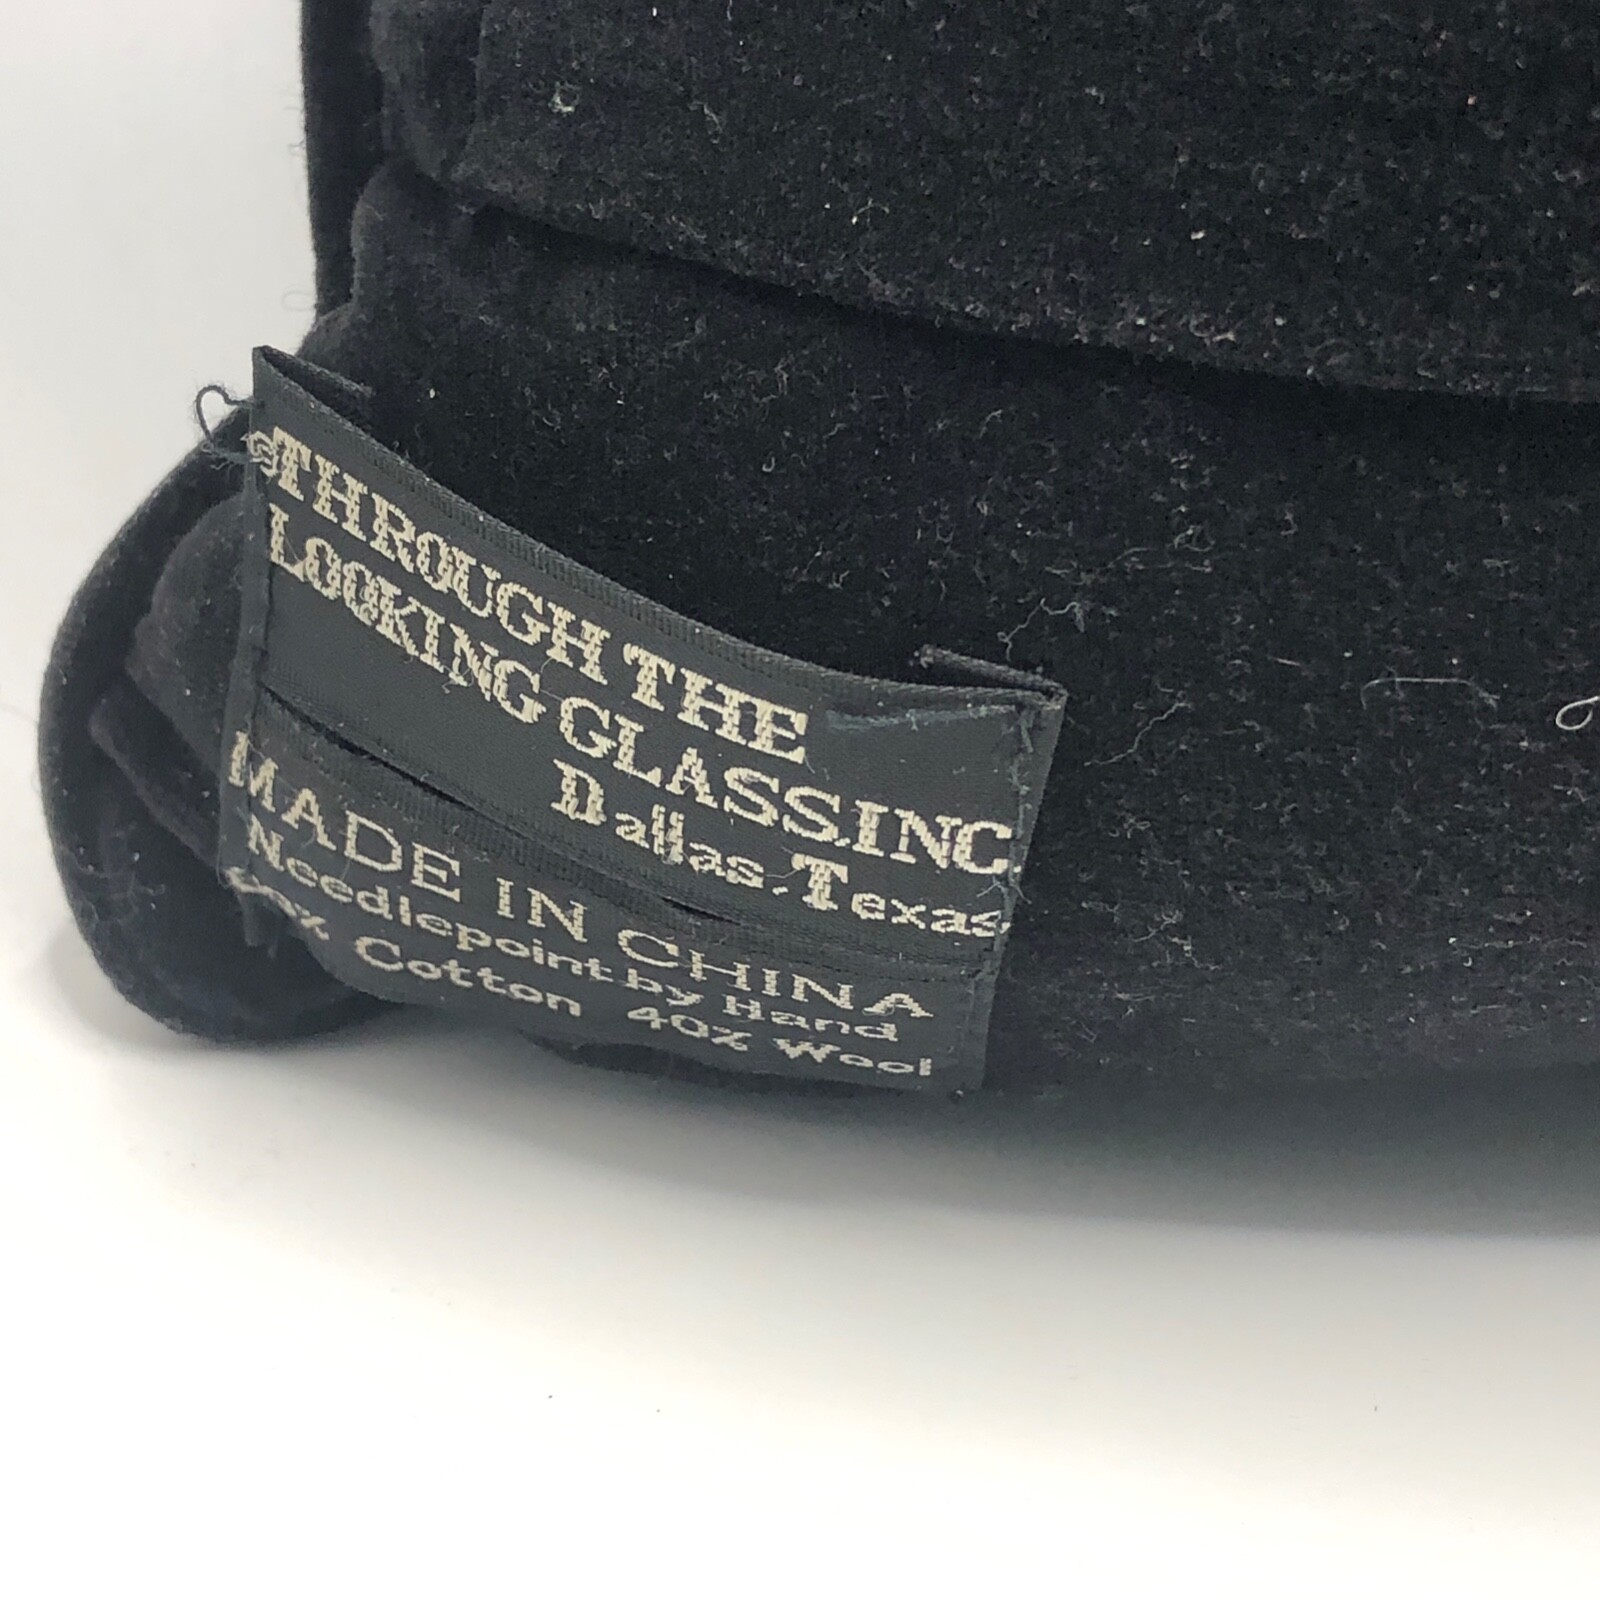 ©THROUGH THE
LOOKING GLASS INC
Dallas, Texas
MADE IN CHINA
Needlepoint by Hand
Cotton 40% Wool